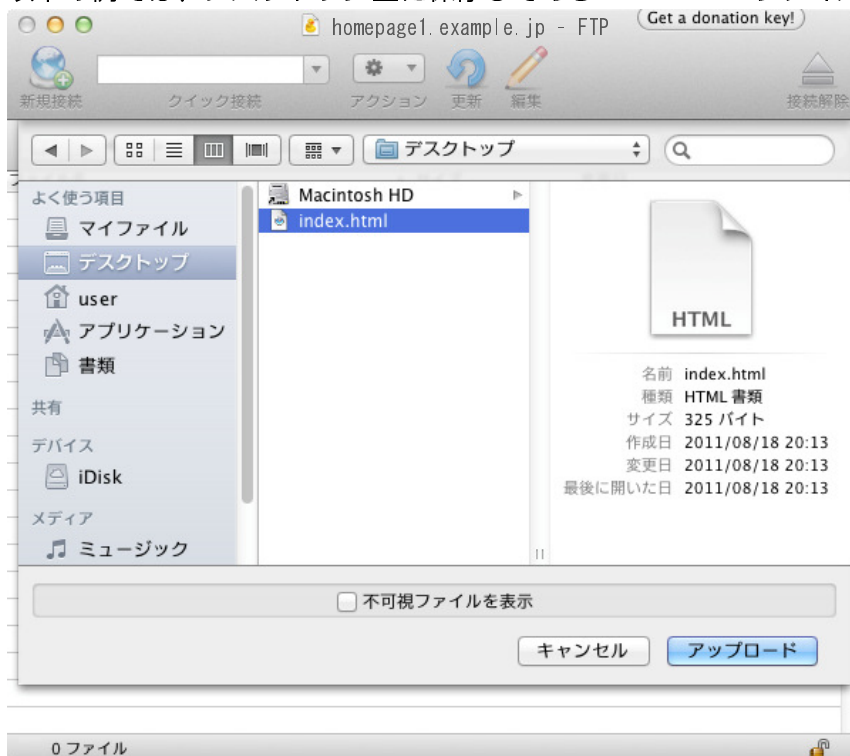 homepage1.example.jp – FTP
Get a donation key!
新規接続
クイック接続
アクション
更新
編集
接続解除
デスクトップ
よく使う項目
マイファイル
デスクトップ
user
アプリケーション
書類
共有
デバイス
iDisk
メディア
ミュージック
Macintosh HD
index.html
HTML
名前 index.html
種類 HTML 書類
サイズ 325 バイト
作成日 2011/08/18 20:13
変更日 2011/08/18 20:13
最後に開いた日 2011/08/18 20:13
不可視ファイルを表示
キャンセル
アップロード
0 ファイル